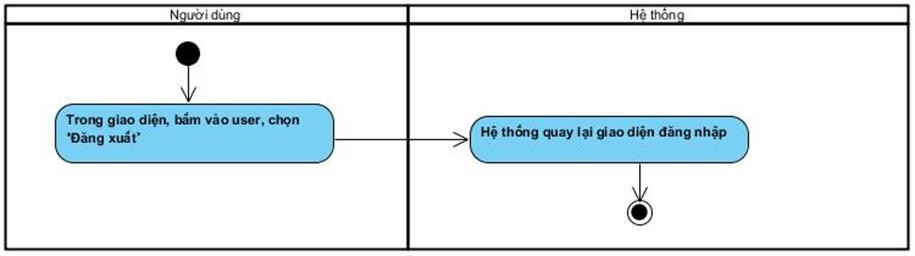 Người dùng
Hệ thống
Trong giao diện, bấm vào user, chọn
'Đăng xuất'
Hệ thống quay lại giao diện đăng nhập